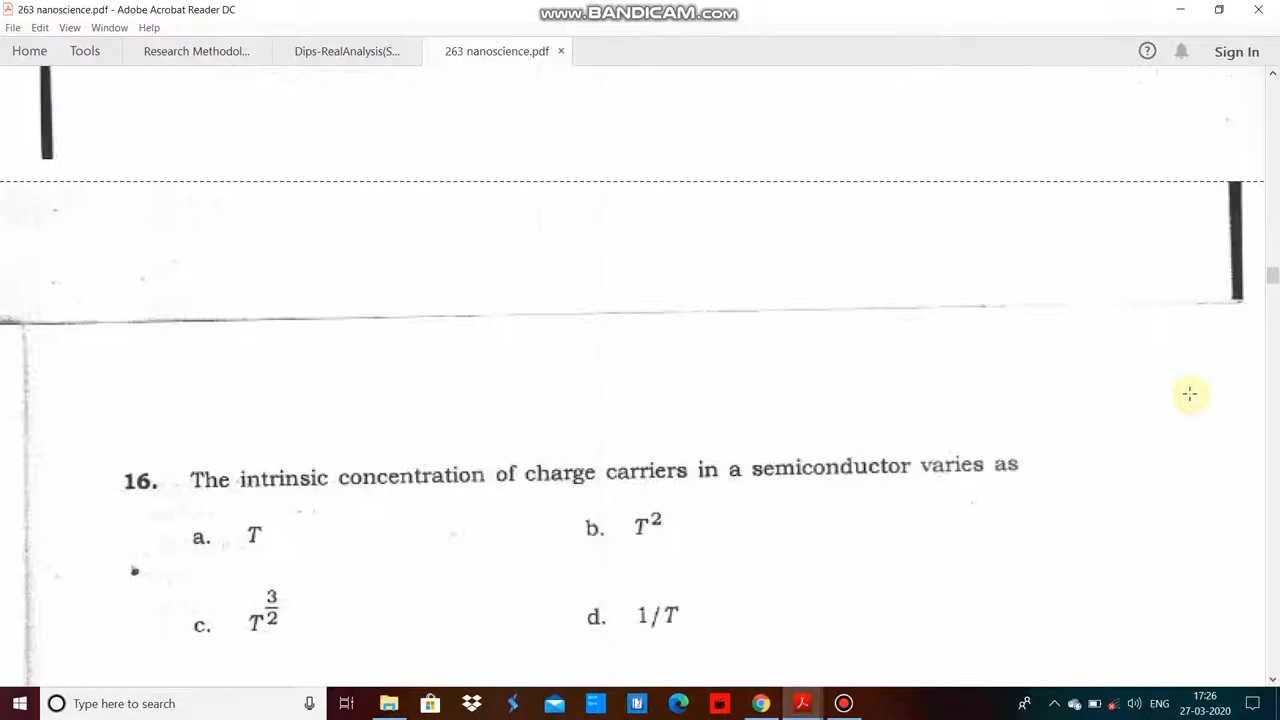 263 nanoscience.pdf - Adobe Acrobat Reader DC
www.BANDICAM.com
File Edit View Window Help
Home Tools Research Methodol... Dips-RealAnalysis(S... 263 nanoscience.pdf × Sign In
16. The intrinsic concentration of charge carriers in a semiconductor varies as
a. T b. T²
c. T^{3/2} d. 1/T
Type here to search
ENG
17:26
27-03-2020